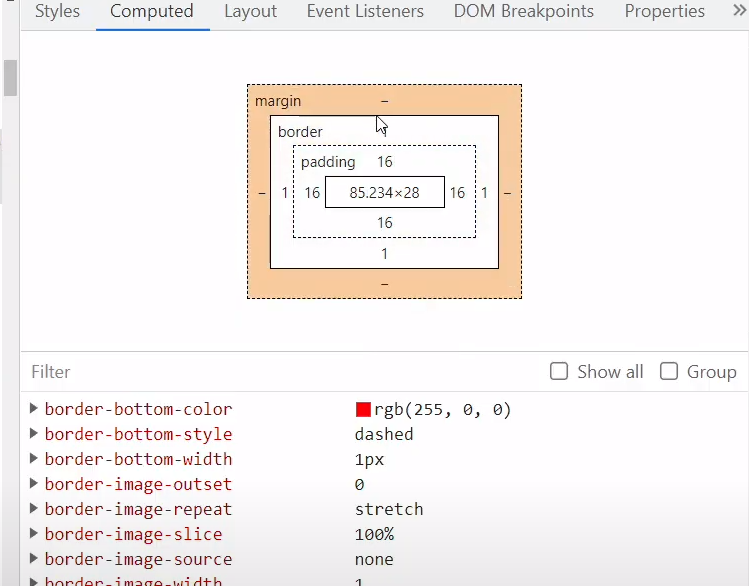 Styles Computed Layout Event Listeners DOM Breakpoints Properties »
margin –
border
padding 16
– 1 16 85.234×28 16 1 –
16
1
–
Filter Show all Group
border-bottom-color rgb(255, 0, 0)
border-bottom-style dashed
border-bottom-width 1px
border-image-outset 0
border-image-repeat stretch
border-image-slice 100%
border-image-source none
border-image-width 1